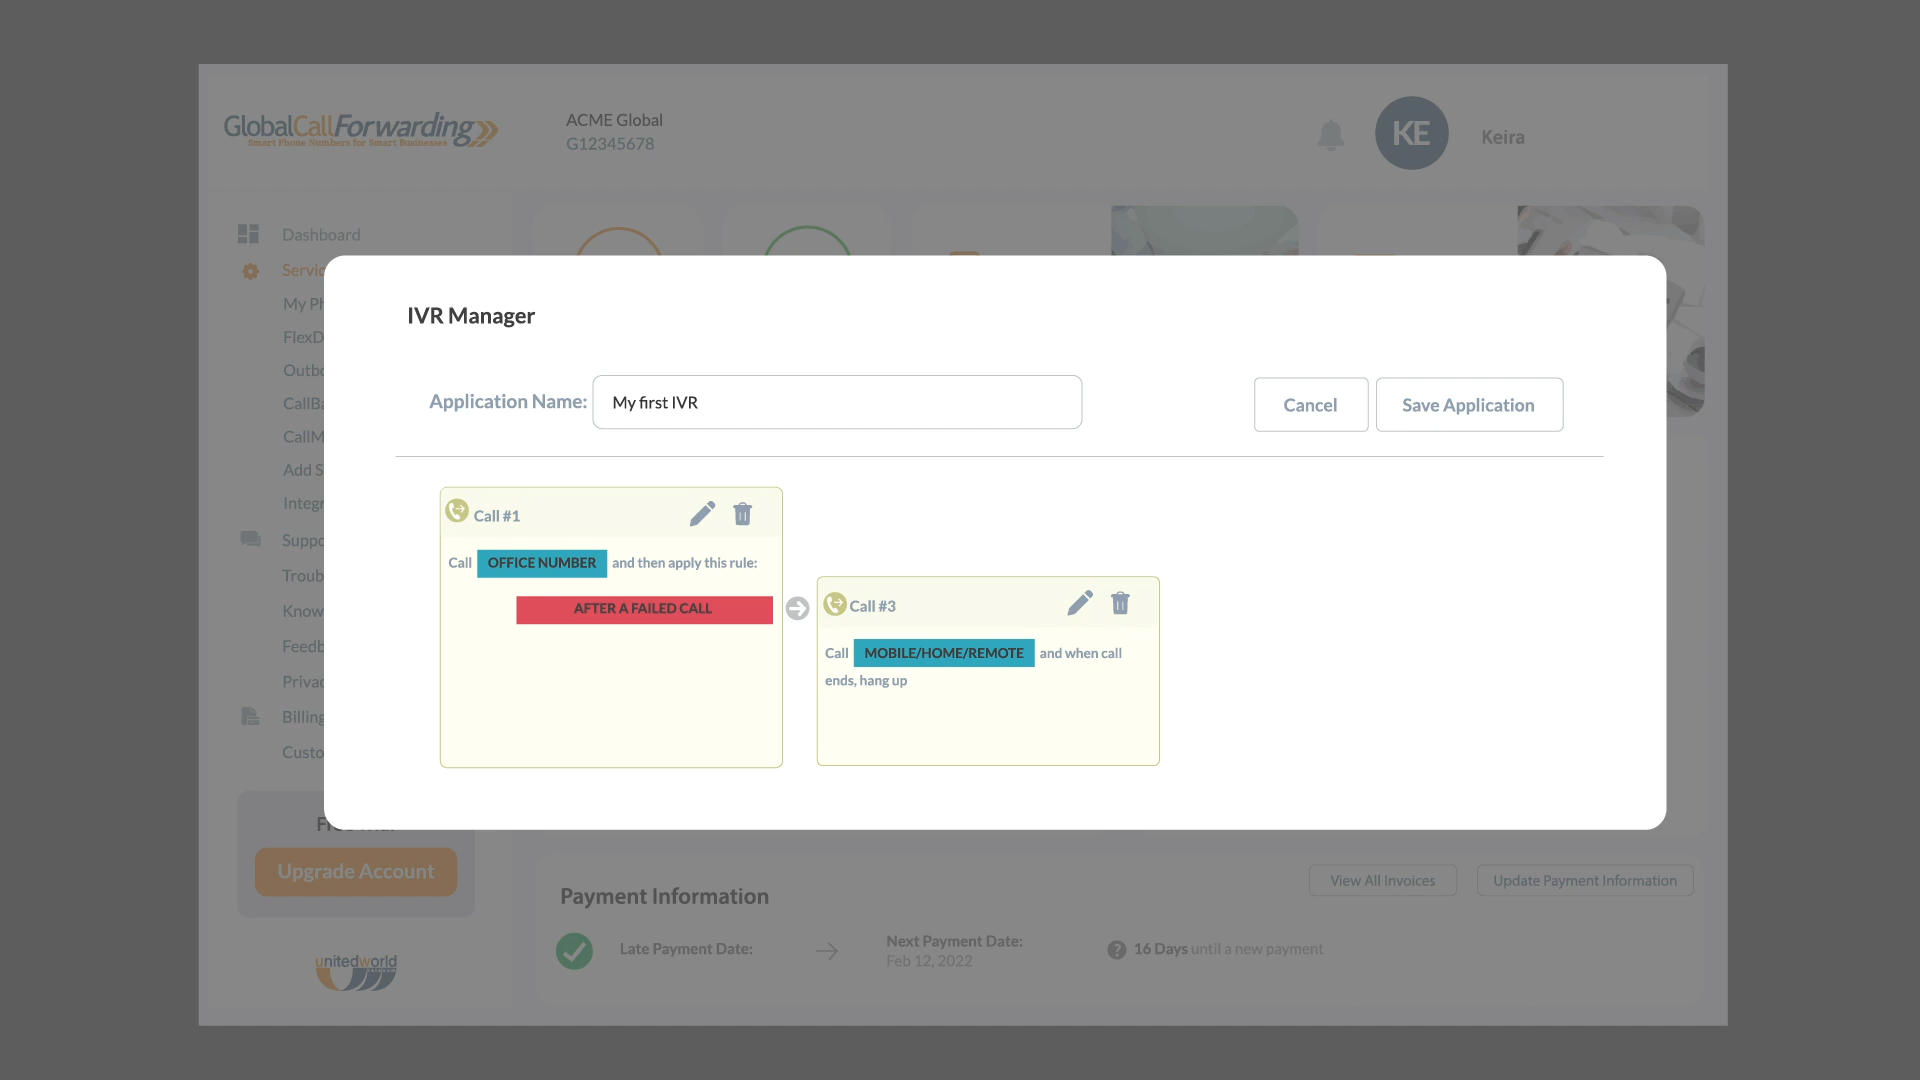 GlobalCallForwarding
Smart Phone Numbers for Smart Businesses
ACME Global
G12345678
KE
Keira
Dashboard
Servic
My Ph
FlexD
Outbo
CallBa
CallM
Add S
Integr
Suppo
Troub
Know
Feedb
Privac
Billing
Custo
Upgrade Account
unitedworld
IVR Manager
Application Name:
My first IVR
Cancel
Save Application
Call #1
Call OFFICE NUMBER and then apply this rule:
AFTER A FAILED CALL
Call #3
Call MOBILE/HOME/REMOTE and when call
ends, hang up
Payment Information
View All Invoices
Update Payment Information
Late Payment Date:
Next Payment Date:
Feb 12, 2022
? 16 Days until a new payment